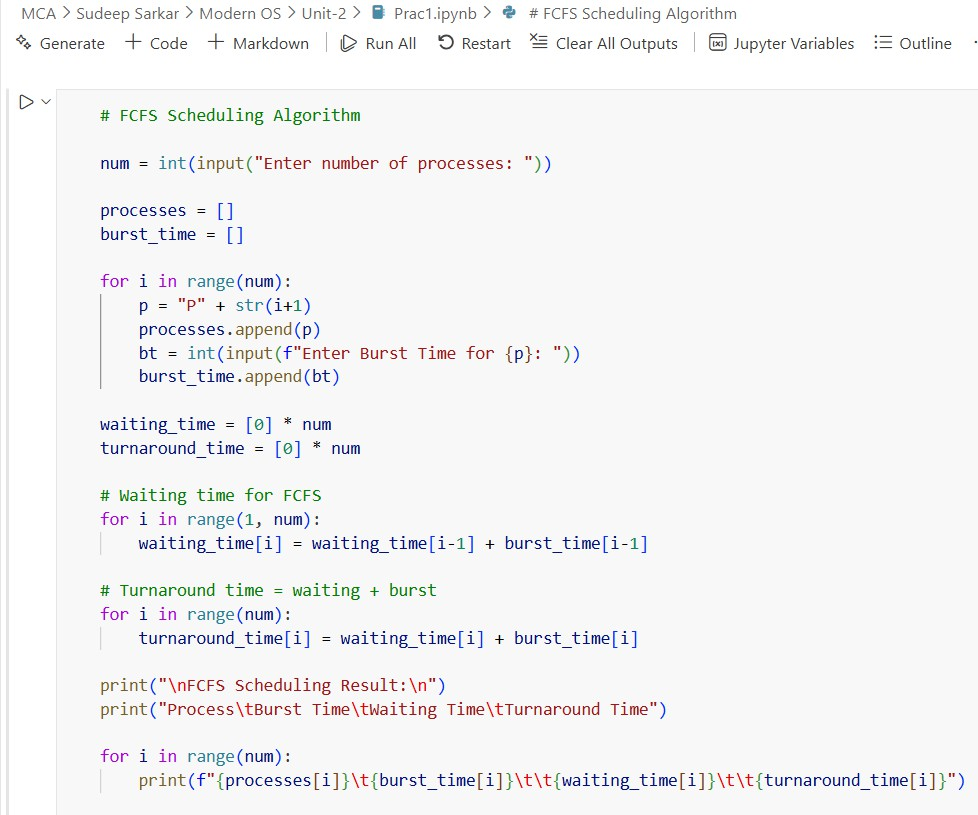 MCA > Sudeep Sarkar > Modern OS > Unit-2 > Prac1.ipynb > # FCFS Scheduling Algorithm
Generate + Code + Markdown | Run All Restart Clear All Outputs | Jupyter Variables Outline ...
# FCFS Scheduling Algorithm
num = int(input("Enter number of processes: "))
processes = []
burst_time = []
for i in range(num):
    p = "P" + str(i+1)
    processes.append(p)
    bt = int(input(f"Enter Burst Time for {p}: "))
    burst_time.append(bt)
waiting_time = [0] * num
turnaround_time = [0] * num
# Waiting time for FCFS
for i in range(1, num):
    waiting_time[i] = waiting_time[i-1] + burst_time[i-1]
# Turnaround time = waiting + burst
for i in range(num):
    turnaround_time[i] = waiting_time[i] + burst_time[i]
print("\nFCFS Scheduling Result:\n")
print("Process\tBurst Time\tWaiting Time\tTurnaround Time")
for i in range(num):
    print(f"{processes[i]}\t{burst_time[i]}\t\t{waiting_time[i]}\t\t{turnaround_time[i]}")